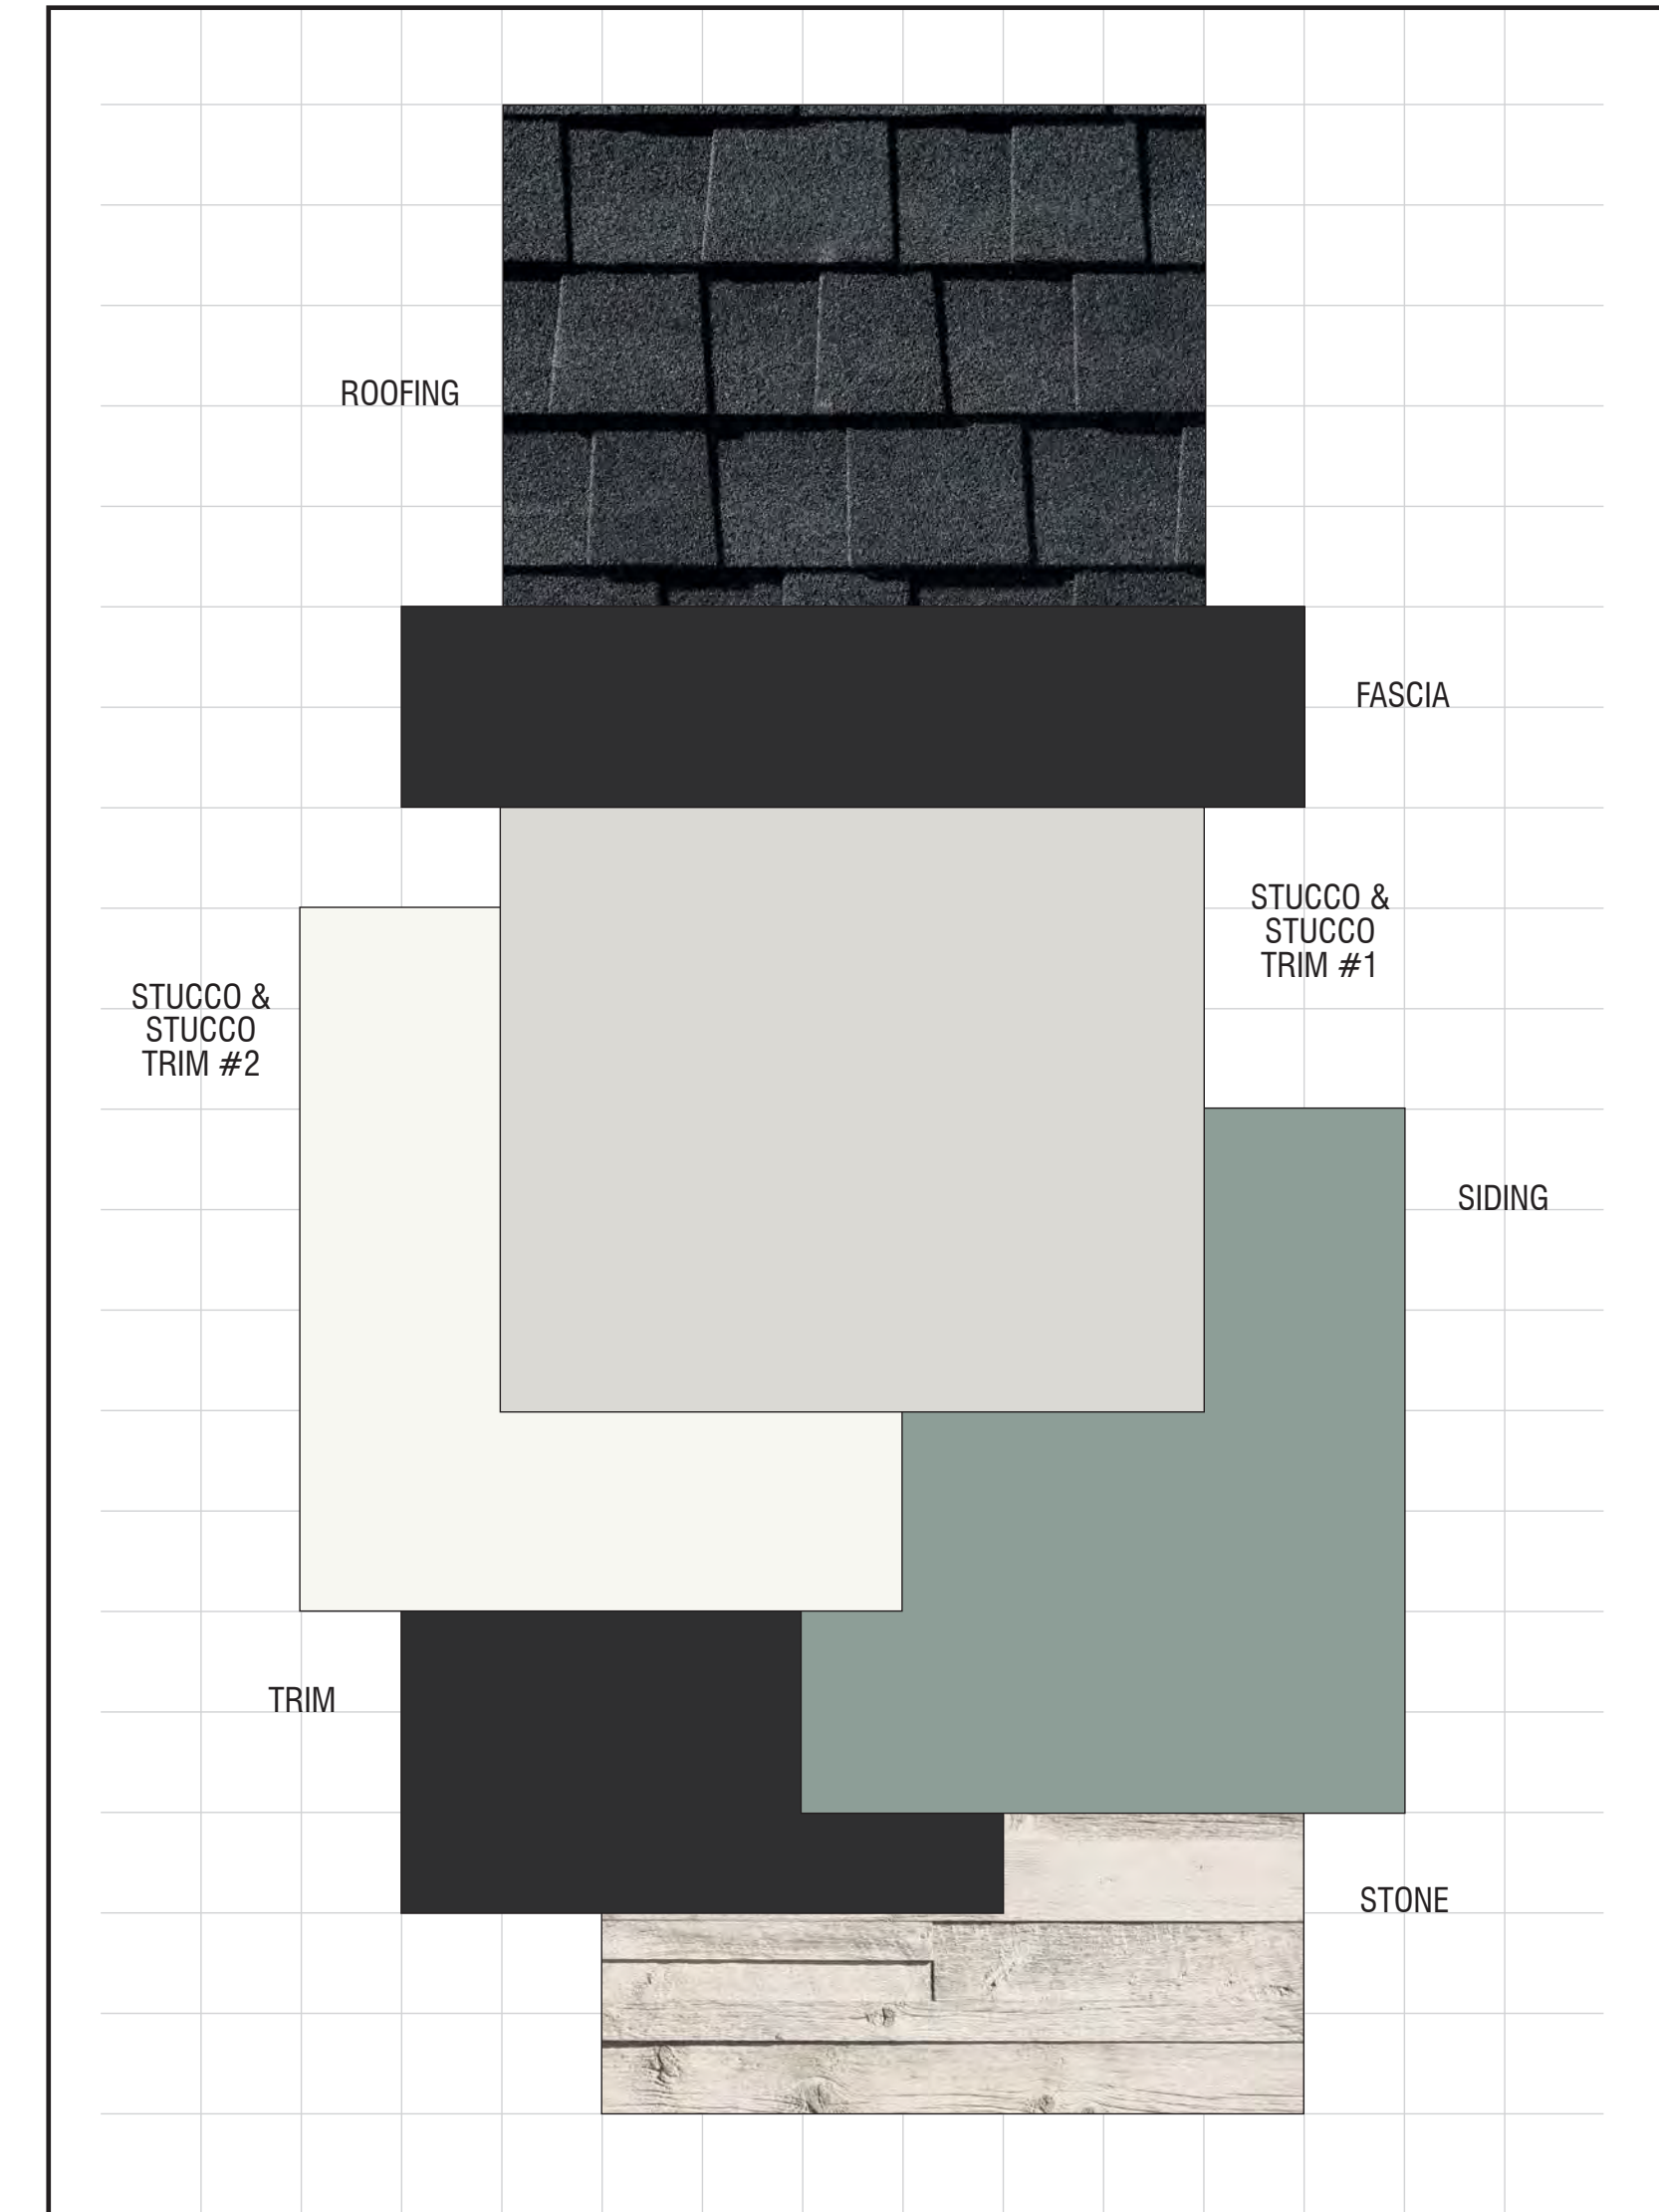 ROOFING
FASCIA
STUCCO &
STUCCO
TRIM #1
STUCCO &
STUCCO
TRIM #2
SIDING
TRIM
STONE